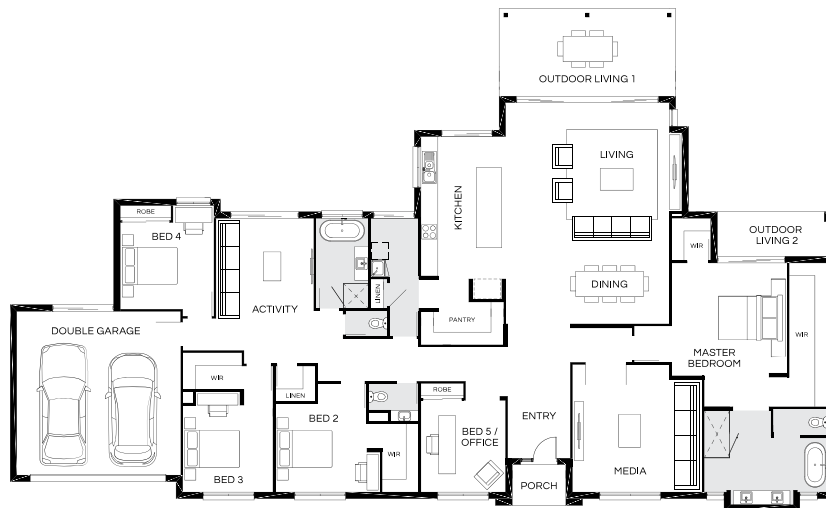 OUTDOOR LIVING 1
LIVING
KITCHEN
ROBE
BED 4
WIR
OUTDOOR
LIVING 2
ACTIVITY
LINEN
DINING
PANTRY
DOUBLE GARAGE
MASTER
BEDROOM
WIR
WIR
LINEN
ROBE
BED 2
ENTRY
BED 5 /
OFFICE
WIR
BED 3
MEDIA
PORCH